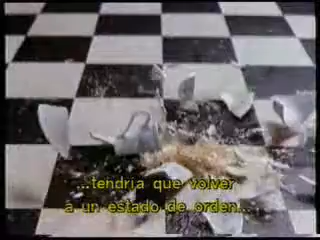 ...tendría que volver
a un estado de orden...